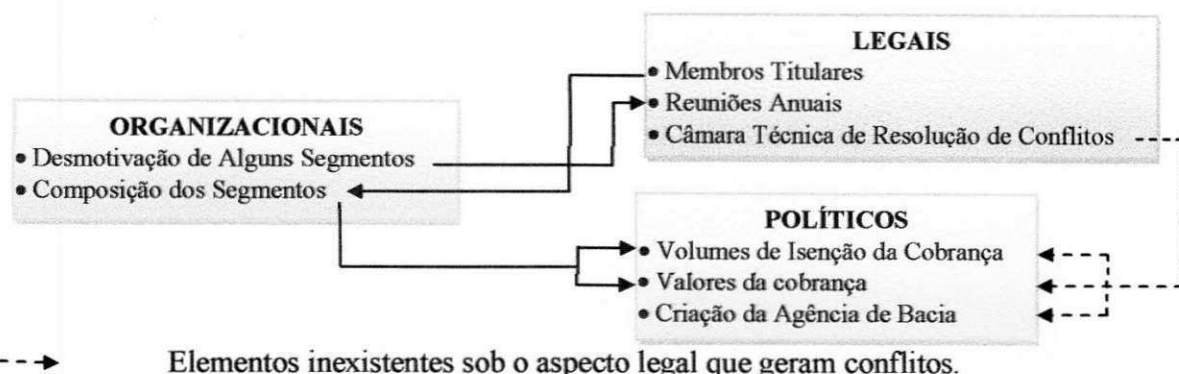 LEGAIS
• Membros Titulares
• Reuniões Anuais
• Câmara Técnica de Resolução de Conflitos
ORGANIZACIONAIS
• Desmotivação de Alguns Segmentos
• Composição dos Segmentos
POLÍTICOS
• Volumes de Isenção da Cobrança
• Valores da cobrança
• Criação da Agência de Bacia
Elementos inexistentes sob o aspecto legal que geram conflitos.